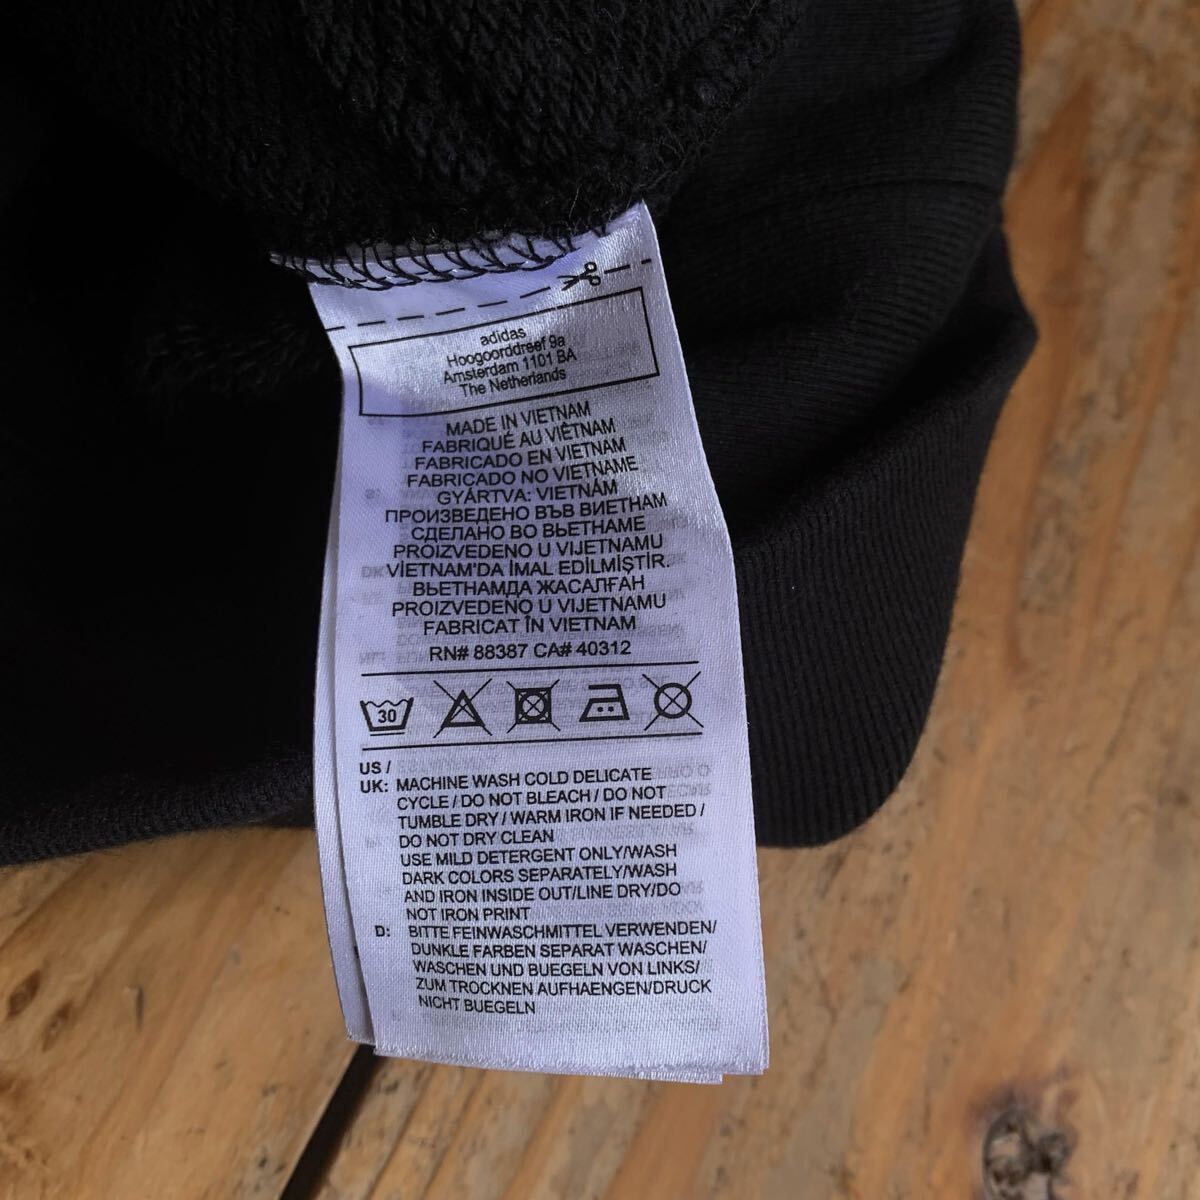 adidas
Hoogoorddreef 9a
Amsterdam 1101 BA
The Netherlands
MADE IN VIETNAM
FABRIQUÉ AU VIÊTNAM
FABRICADO EN VIETNAM
FABRICADO NO VIETNAME
GYÁRTVA: VIETNÁM
ПРОИЗВЕДЕНО ВЪВ ВИЕТНАМ
СДЕЛАНО ВО ВЬЕТНАМЕ
PROIZVEDENO U VIJETNAMU
VİETNAM'DA İMAL EDİLMİŞTİR.
ВЬЕТНАМДА ЖАСАЛҒАН
PROIZVEDENO U VIJETNAMU
FABRICAT ÎN VIETNAM
RN# 88387 CA# 40312
30
US /
UK: MACHINE WASH COLD DELICATE
CYCLE / DO NOT BLEACH / DO NOT
TUMBLE DRY / WARM IRON IF NEEDED /
DO NOT DRY CLEAN
USE MILD DETERGENT ONLY/WASH
DARK COLORS SEPARATELY/WASH
AND IRON INSIDE OUT/LINE DRY/DO
NOT IRON PRINT
D: BITTE FEINWASCHMITTEL VERWENDEN/
DUNKLE FARBEN SEPARAT WASCHEN/
WASCHEN UND BUEGELN VON LINKS/
ZUM TROCKNEN AUFHAENGEN/DRUCK
NICHT BUEGELN